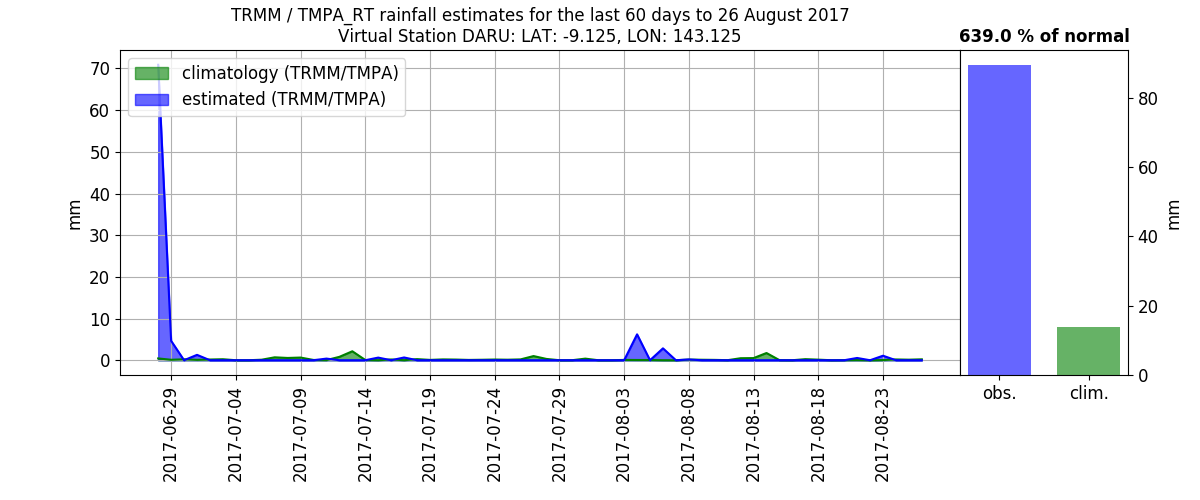 TRMM / TMPA_RT rainfall estimates for the last 60 days to 26 August 2017
Virtual Station DARU: LAT: -9.125, LON: 143.125
639.0 % of normal
climatology (TRMM/TMPA)
estimated (TRMM/TMPA)
mm
70
60
50
40
30
20
10
0
2017-06-29
2017-07-04
2017-07-09
2017-07-14
2017-07-19
2017-07-24
2017-07-29
2017-08-03
2017-08-08
2017-08-13
2017-08-18
2017-08-23
80
60
40
20
0
mm
obs.
clim.